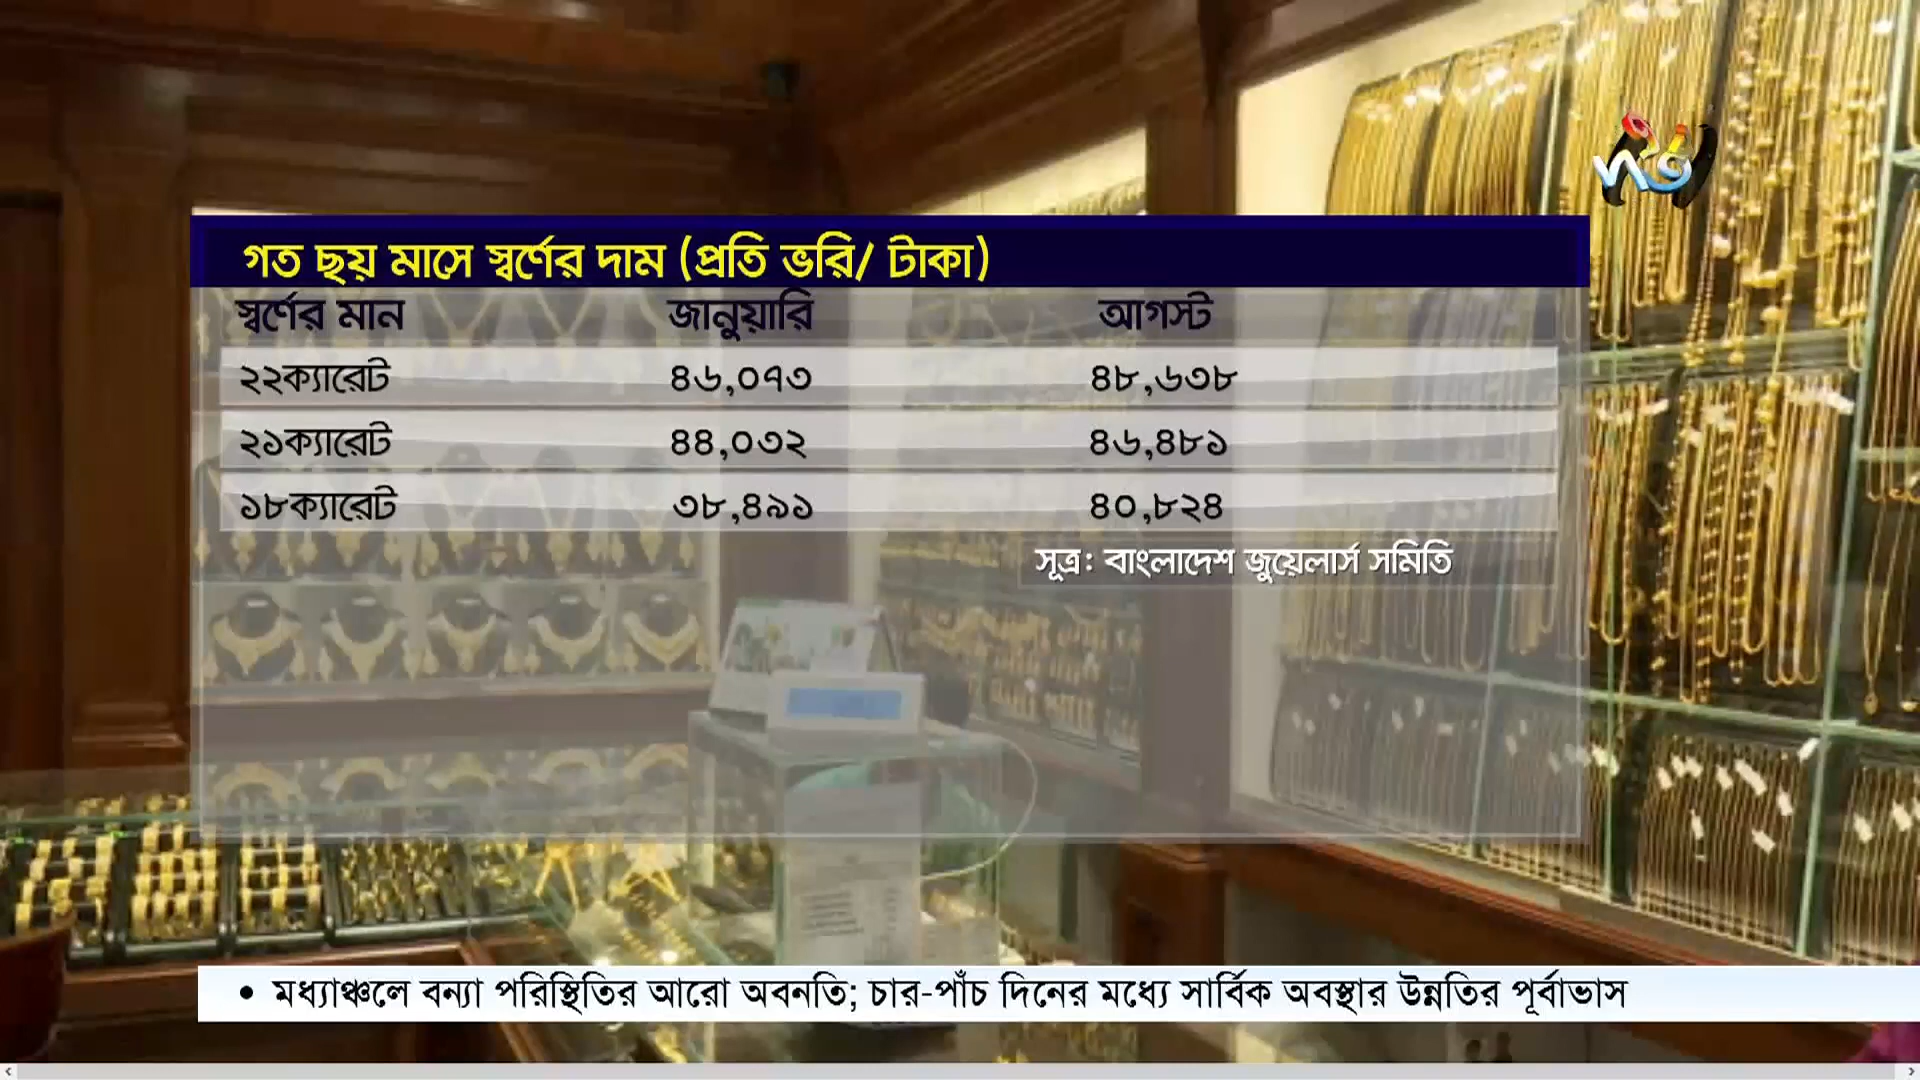 গত ছয় মাসে স্বর্ণের দাম (প্রতি ভরি/ টাকা)
স্বর্ণের মান জানুয়ারি আগস্ট
২২ক্যারেট ৪৬,০৭৩ ৪৮,৬৩৮
২১ক্যারেট ৪৪,০৩২ ৪৬,৪৮১
১৮ক্যারেট ৩৮,৪৯১ ৪০,৮২৪
সূত্র: বাংলাদেশ জুয়েলার্স সমিতি
• মধ্যাঞ্চলে বন্যা পরিস্থিতির আরো অবনতি; চার-পাঁচ দিনের মধ্যে সার্বিক অবস্থার উন্নতির পূর্বাভাস